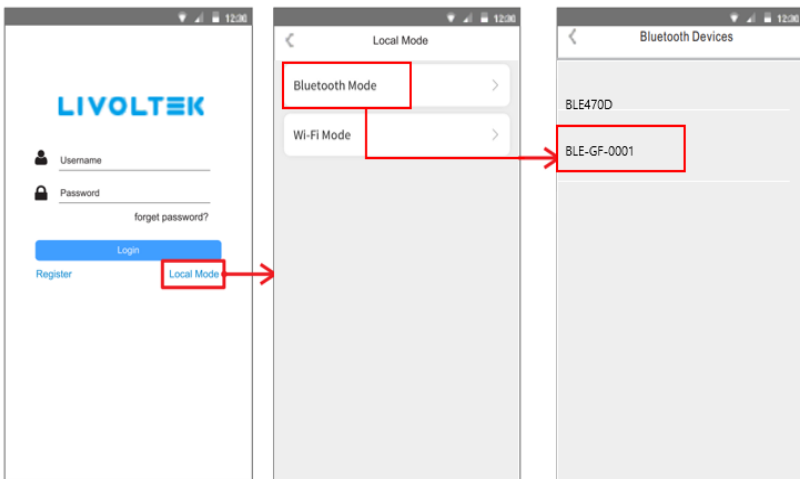 12:30
LIVOLTEK
Username
Password
forget password?
Login
Register
Local Mode
12:30
Local Mode
Bluetooth Mode
Wi-Fi Mode
12:30
Bluetooth Devices
BLE470D
BLE-GF-0001